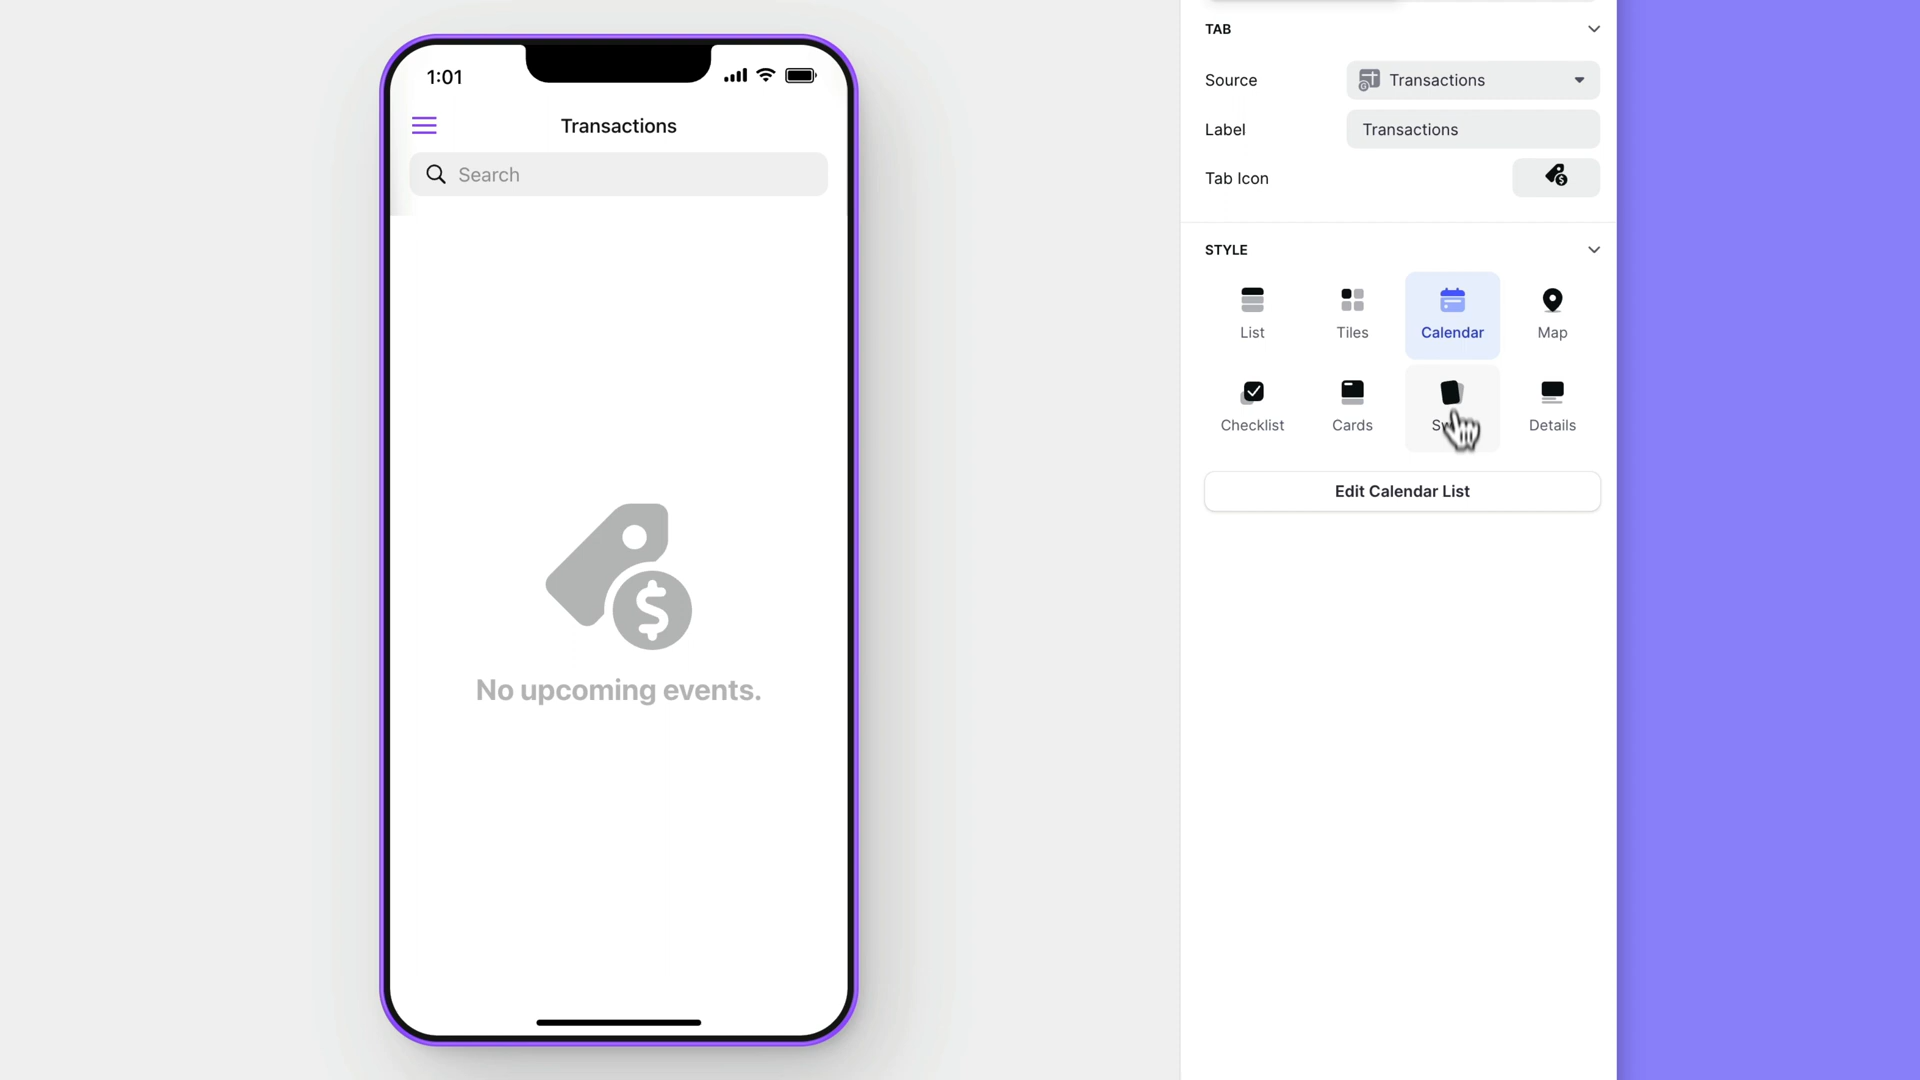 1:01
Transactions
Search
$
No upcoming events.
TAB
Source
Transactions
Label
Transactions
Tab Icon
STYLE
List
Tiles
Calendar
Map
Checklist
Cards
Details
Edit Calendar List